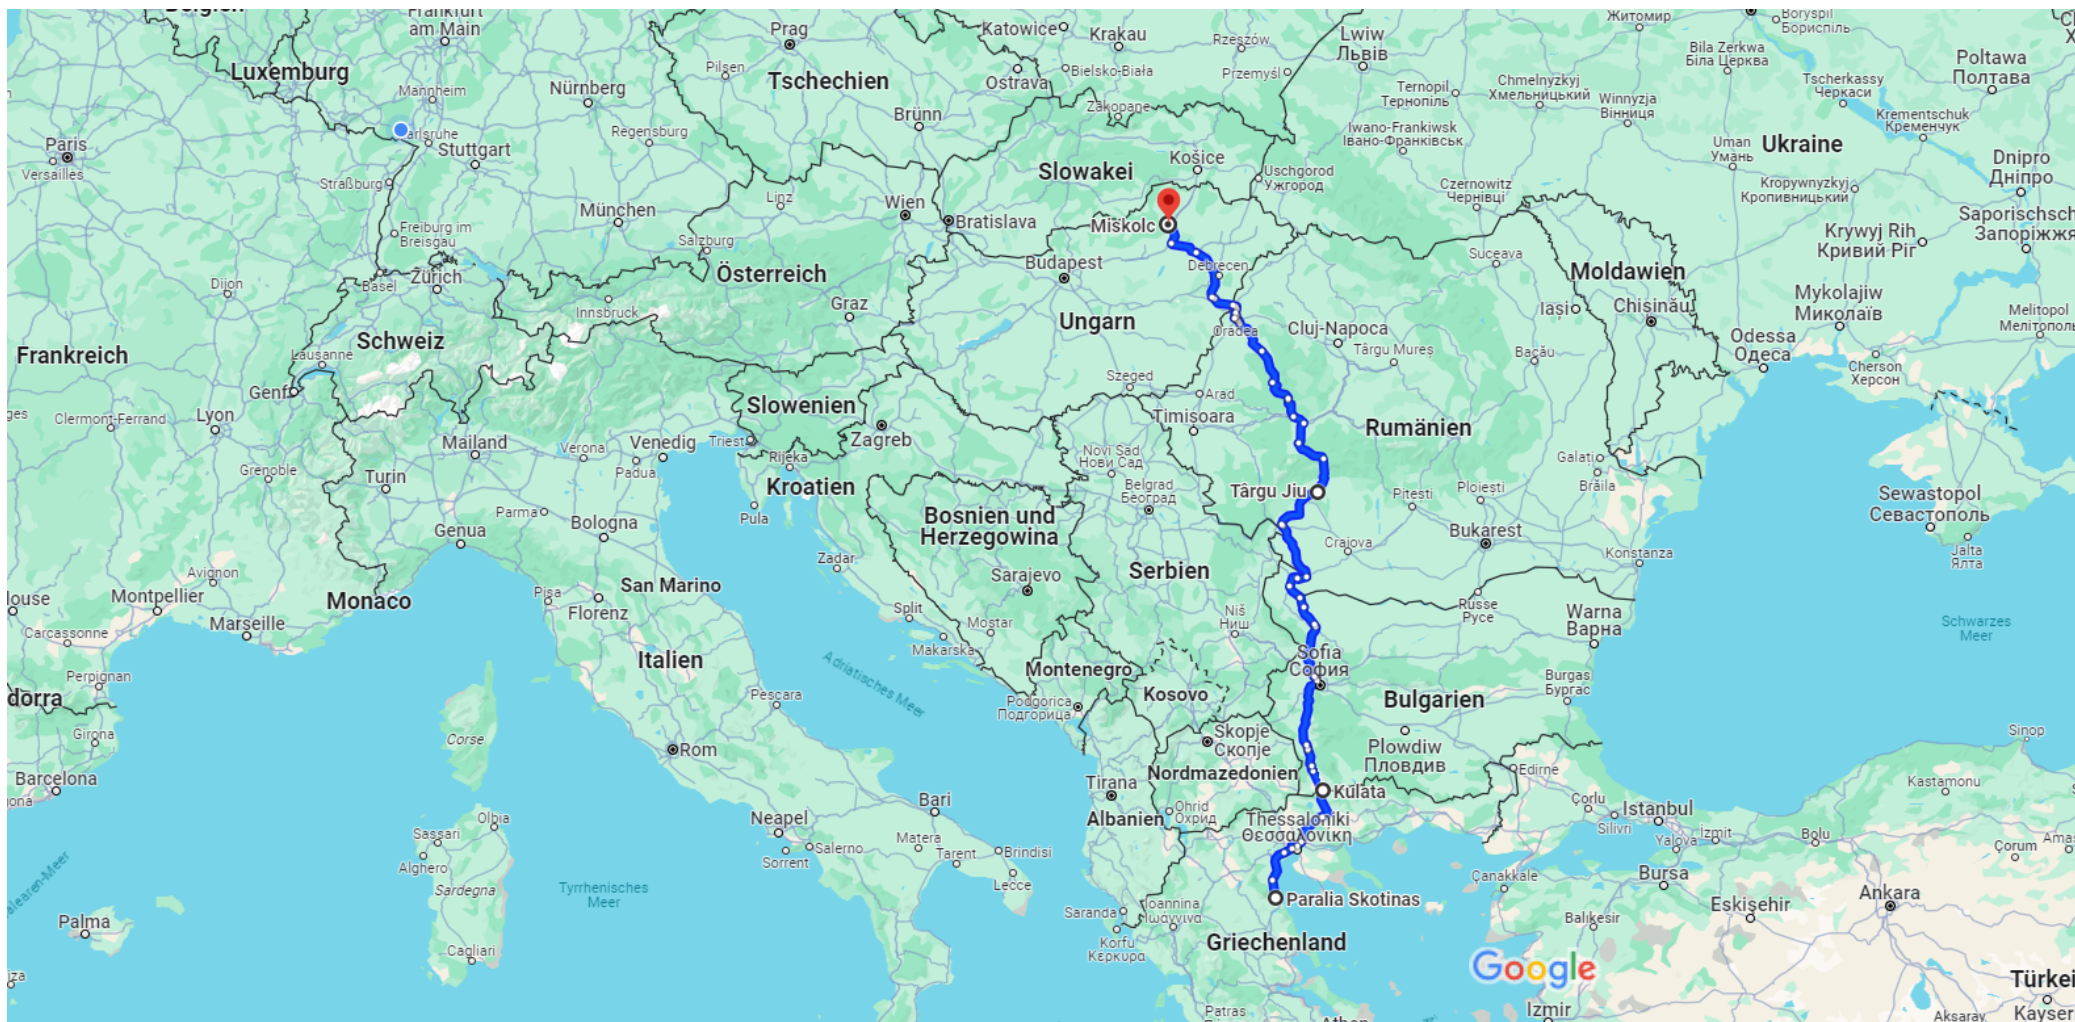 Frankfurt
am Main
Prag
Katowice
Krakau
Rzeszów
Lwiw
Львів
Житомир
Boryspil
Бориспіль
Bila Zerkwa
Біла Церква
Poltawa
Полтава
Luxemburg
Mannheim
Nürnberg
Pilsen
Tschechien
Ostrava
Bielsko-Biała
Przemyśl
Ternopil
Тернопіль
Chmelnyzkyj
Хмельницький
Winnyzja
Вінниця
Tscherkassy
Черкаси
Krementschuk
Кременчук
Paris
Versailles
Stuttgart
Regensburg
Brünn
Zakopane
Iwano-Frankiwsk
Івано-Франківськ
Uman
Умань
Ukraine
Dnipro
Дніпро
Straßburg
Slowakei
Košice
Uschgorod
Ужгород
Czernowitz
Чернівці
Kropywnyzkyj
Кропивницький
Linz
Wien
Bratislava
Miskolc
München
Salzburg
Freiburg im
Breisgau
Krywyj Rih
Кривий Ріг
Basel
Zürich
Österreich
Budapest
Debrecen
Suceava
Moldawien
Dijon
Innsbruck
Graz
Ungarn
Oradea
Cluj-Napoca
Iași
Chișinău
Mykolajiw
Миколаїв
Melitopol
Мелітополь
Frankreich
Schweiz
Lausanne
Genf
Târgu Mureș
Bacău
Odessa
Одеса
Cherson
Херсон
Clermont-Ferrand
Lyon
Szeged
Arad
Slowenien
Zagreb
Timișoara
Rumänien
Mailand
Verona
Venedig
Padua
Triest
Rijeka
Grenoble
Turin
Novi Sad
Нови Сад
Galați
Brăila
Kroatien
Belgrad
Београд
Târgu Jiu
Pitești
Ploiești
Parma
Bologna
Pula
Genua
Bosnien und
Herzegowina
Bukarest
Sewastopol
Севастополь
Jalta
Ялта
Craiova
Konstanza
Zadar
Avignon
Montpellier
Monaco
San Marino
Sarajevo
Serbien
Pisa
Florenz
Marseille
Split
Mostar
Makarska
Niš
Ниш
Russe
Русе
Warna
Варна
Schwarzes
Meer
Carcassonne
Perpignan
Italien
Adriatisches Meer
Montenegro
Kosovo
Sofia
София
Podgorica
Подгорица
Pescara
Bulgarien
Burgas
Бургас
Girona
Corse
Rom
Skopje
Скопје
Plowdiw
Пловдив
Sinop
Barcelona
Tirana
Nordmazedonien
Kulata
Edirne
Kastamonu
Bari
Neapel
Sorrent
Salerno
Matera
Tarent
Brindisi
Lecce
Albanien
Ohrid
Охрид
Thessaloniki
Θεσσαλονίκη
Çorlu
Silivri
Istanbul
Yalova
İzmit
Bolu
Çorum
Sassari
Olbia
Alghero
Sardegna
Tyrrhenisches
Meer
Çanakkale
Bursa
Ankara
Paralia Skotinas
Saranda
Ioannina
Ιωάννινα
Korfu
Κέρκυρα
Balıkesir
Eskişehir
Palma
Cagliari
Griechenland
Google
Patras
Izmir
Aksaray